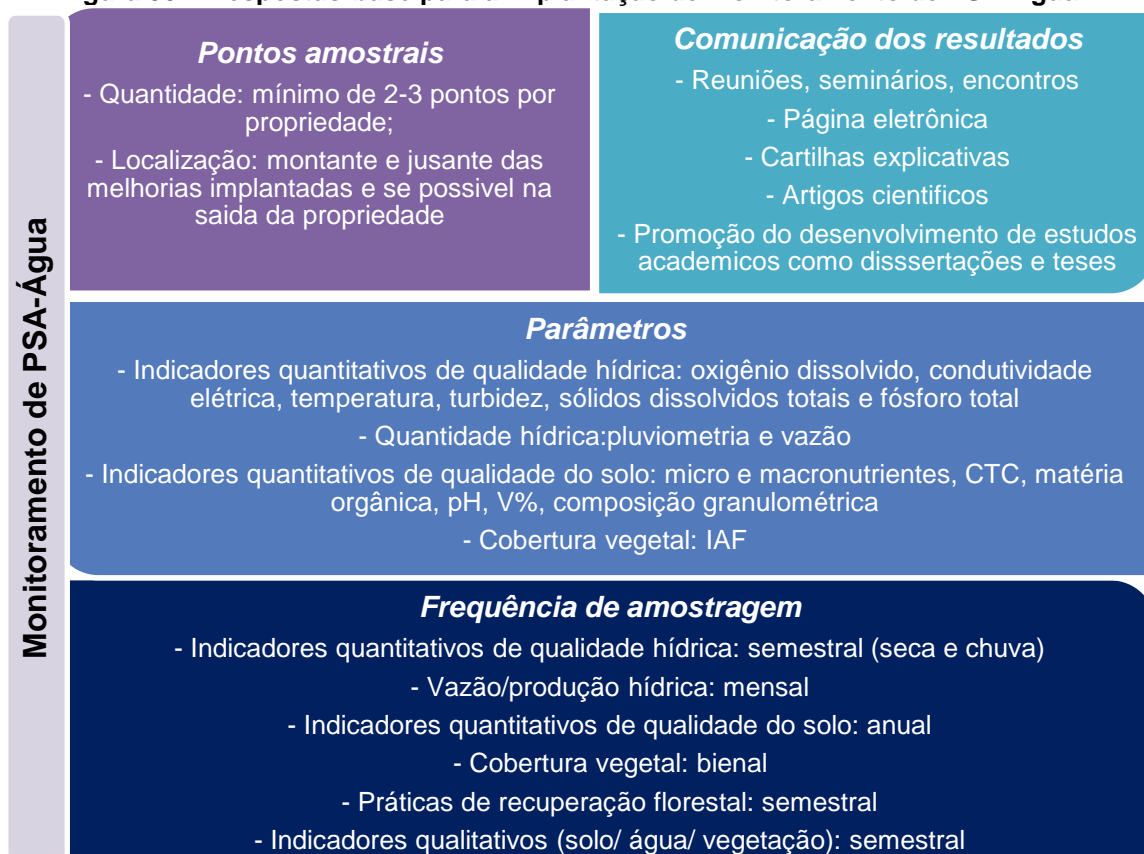 Monitoramento de PSA-Água
Pontos amostrais
- Quantidade: mínimo de 2-3 pontos por
propriedade;
- Localização: montante e jusante das
melhorias implantadas e se possivel na
saida da propriedade
Comunicação dos resultados
- Reuniões, seminários, encontros
- Página eletrônica
- Cartilhas explicativas
- Artigos cientificos
- Promoção do desenvolvimento de estudos
academicos como disssertações e teses
Parâmetros
- Indicadores quantitativos de qualidade hídrica: oxigênio dissolvido, condutividade
elétrica, temperatura, turbidez, sólidos dissolvidos totais e fósforo total
- Quantidade hídrica:pluviometria e vazão
- Indicadores quantitativos de qualidade do solo: micro e macronutrientes, CTC, matéria
orgânica, pH, V%, composição granulométrica
- Cobertura vegetal: IAF
Frequência de amostragem
- Indicadores quantitativos de qualidade hídrica: semestral (seca e chuva)
- Vazão/produção hídrica: mensal
- Indicadores quantitativos de qualidade do solo: anual
- Cobertura vegetal: bienal
- Práticas de recuperação florestal: semestral
- Indicadores qualitativos (solo/ água/ vegetação): semestral